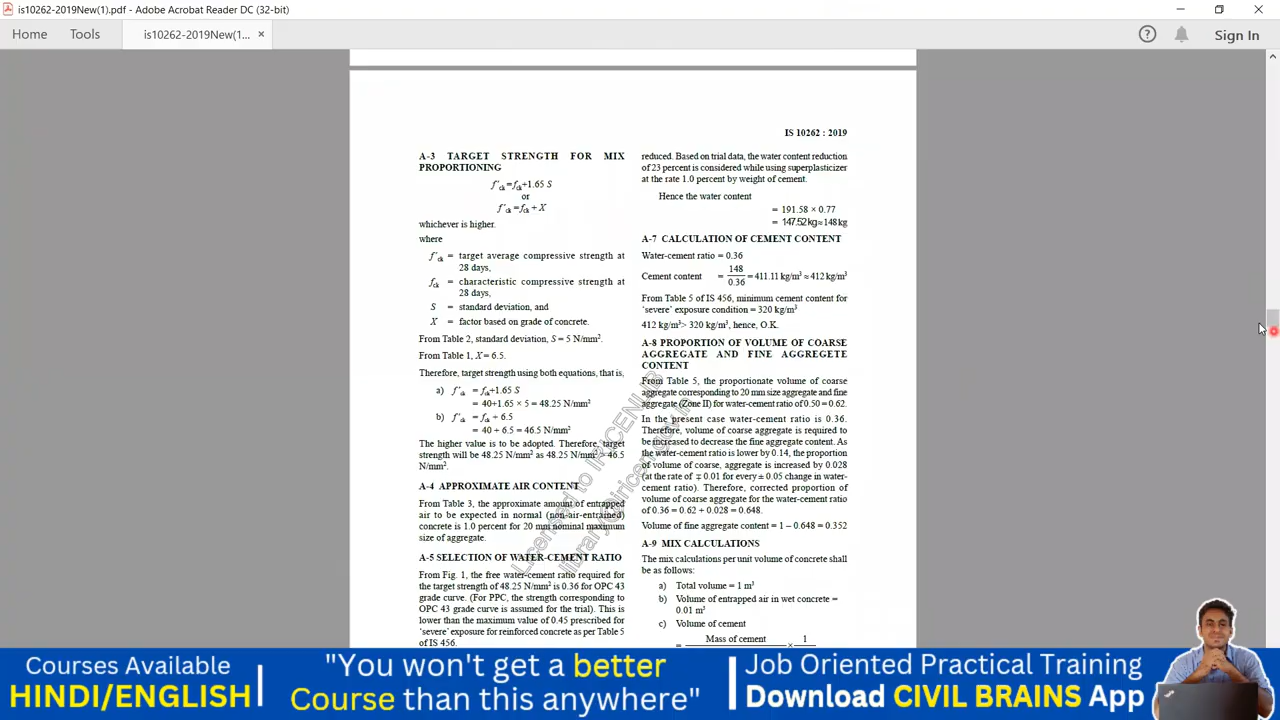 is10262-2019New(1).pdf - Adobe Acrobat Reader DC (32-bit)
Home
Tools
is10262-2019New(1...
Sign In
IS 10262 : 2019
A-3 TARGET STRENGTH FOR MIX
PROPORTIONING
f'ck =fck+1.65 S
or
f'ck =fck + X
whichever is higher.
where
f'ck = target average compressive strength at
28 days,
fck = characteristic compressive strength at
28 days,
S = standard deviation, and
X = factor based on grade of concrete.
From Table 2, standard deviation, S = 5 N/mm².
From Table 1, X = 6.5.
Therefore, target strength using both equations, that is,
a) f'ck = fck+1.65 S
= 40+1.65 × 5 = 48.25 N/mm²
b) f'ck = fck + 6.5
= 40 + 6.5 = 46.5 N/mm²
The higher value is to be adopted. Therefore, target
strength will be 48.25 N/mm² as 48.25 N/mm² > 46.5
N/mm².
A-4 APPROXIMATE AIR CONTENT
From Table 3, the approximate amount of entrapped
air to be expected in normal (non-air-entrained)
concrete is 1.0 percent for 20 mm nominal maximum
size of aggregate.
A-5 SELECTION OF WATER-CEMENT RATIO
From Fig. 1, the free water-cement ratio required for
the target strength of 48.25 N/mm² is 0.36 for OPC 43
grade curve. (For PPC, the strength corresponding to
OPC 43 grade curve is assumed for the trial). This is
lower than the maximum value of 0.45 prescribed for
'severe' exposure for reinforced concrete as per Table 5
of IS 456.
reduced. Based on trial data, the water content reduction
of 23 percent is considered while using superplasticizer
at the rate 1.0 percent by weight of cement.
Hence the water content
= 191.58 × 0.77
= 147.52 kg ≈ 148 kg
A-7 CALCULATION OF CEMENT CONTENT
Water-cement ratio = 0.36
Cement content = 148/0.36 = 411.11 kg/m³ ≈ 412 kg/m³
From Table 5 of IS 456, minimum cement content for
'severe' exposure condition = 320 kg/m³
412 kg/m³> 320 kg/m³, hence, O.K.
A-8 PROPORTION OF VOLUME OF COARSE
AGGREGATE AND FINE AGGREGETE
CONTENT
From Table 5, the proportionate volume of coarse
aggregate corresponding to 20 mm size aggregate and fine
aggregate (Zone II) for water-cement ratio of 0.50 = 0.62.
In the present case water-cement ratio is 0.36.
Therefore, volume of coarse aggregate is required to
be increased to decrease the fine aggregate content. As
the water-cement ratio is lower by 0.14, the proportion
of volume of coarse, aggregate is increased by 0.028
(at the rate of ∓ 0.01 for every ± 0.05 change in water-
cement ratio). Therefore, corrected proportion of
volume of coarse aggregate for the water-cement ratio
of 0.36 = 0.62 + 0.028 = 0.648.
Volume of fine aggregate content = 1 – 0.648 = 0.352
A-9 MIX CALCULATIONS
The mix calculations per unit volume of concrete shall
be as follows:
a) Total volume = 1 m³
b) Volume of entrapped air in wet concrete =
0.01 m³
c) Volume of cement
= Mass of cement × 1
Licensed to
Courses Available
HINDI/ENGLISH
"You won't get a better
Course than this anywhere"
Job Oriented Practical Training
Download CIVIL BRAINS App